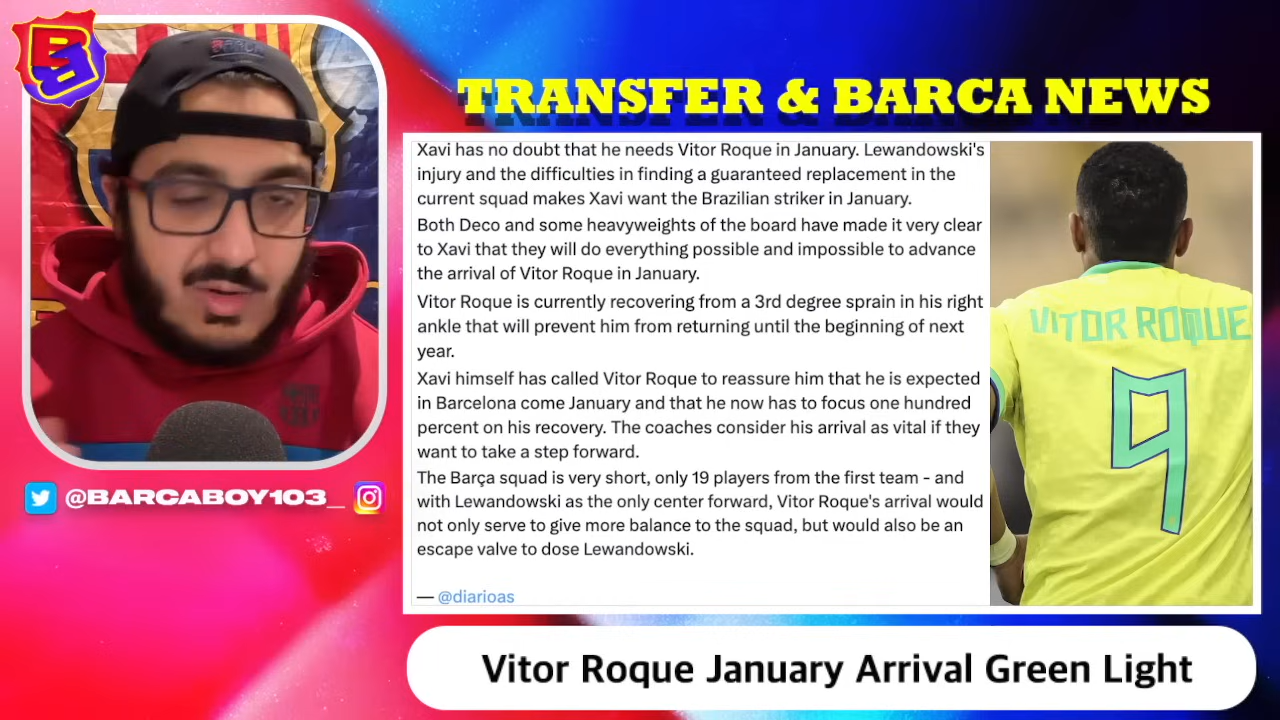 TRANSFER & BARCA NEWS
Xavi has no doubt that he needs Vitor Roque in January. Lewandowski's
injury and the difficulties in finding a guaranteed replacement in the
current squad makes Xavi want the Brazilian striker in January.
Both Deco and some heavyweights of the board have made it very clear
to Xavi that they will do everything possible and impossible to advance
the arrival of Vitor Roque in January.
Vitor Roque is currently recovering from a 3rd degree sprain in his right
ankle that will prevent him from returning until the beginning of next
year.
Xavi himself has called Vitor Roque to reassure him that he is expected
in Barcelona come January and that he now has to focus one hundred
percent on his recovery. The coaches consider his arrival as vital if they
want to take a step forward.
The Barça squad is very short, only 19 players from the first team - and
with Lewandowski as the only center forward, Vitor Roque's arrival would
not only serve to give more balance to the squad, but would also be an
escape valve to dose Lewandowski.
— @diarioas
VITOR ROQUE
9
@BARCABOY103_
Vitor Roque January Arrival Green Light